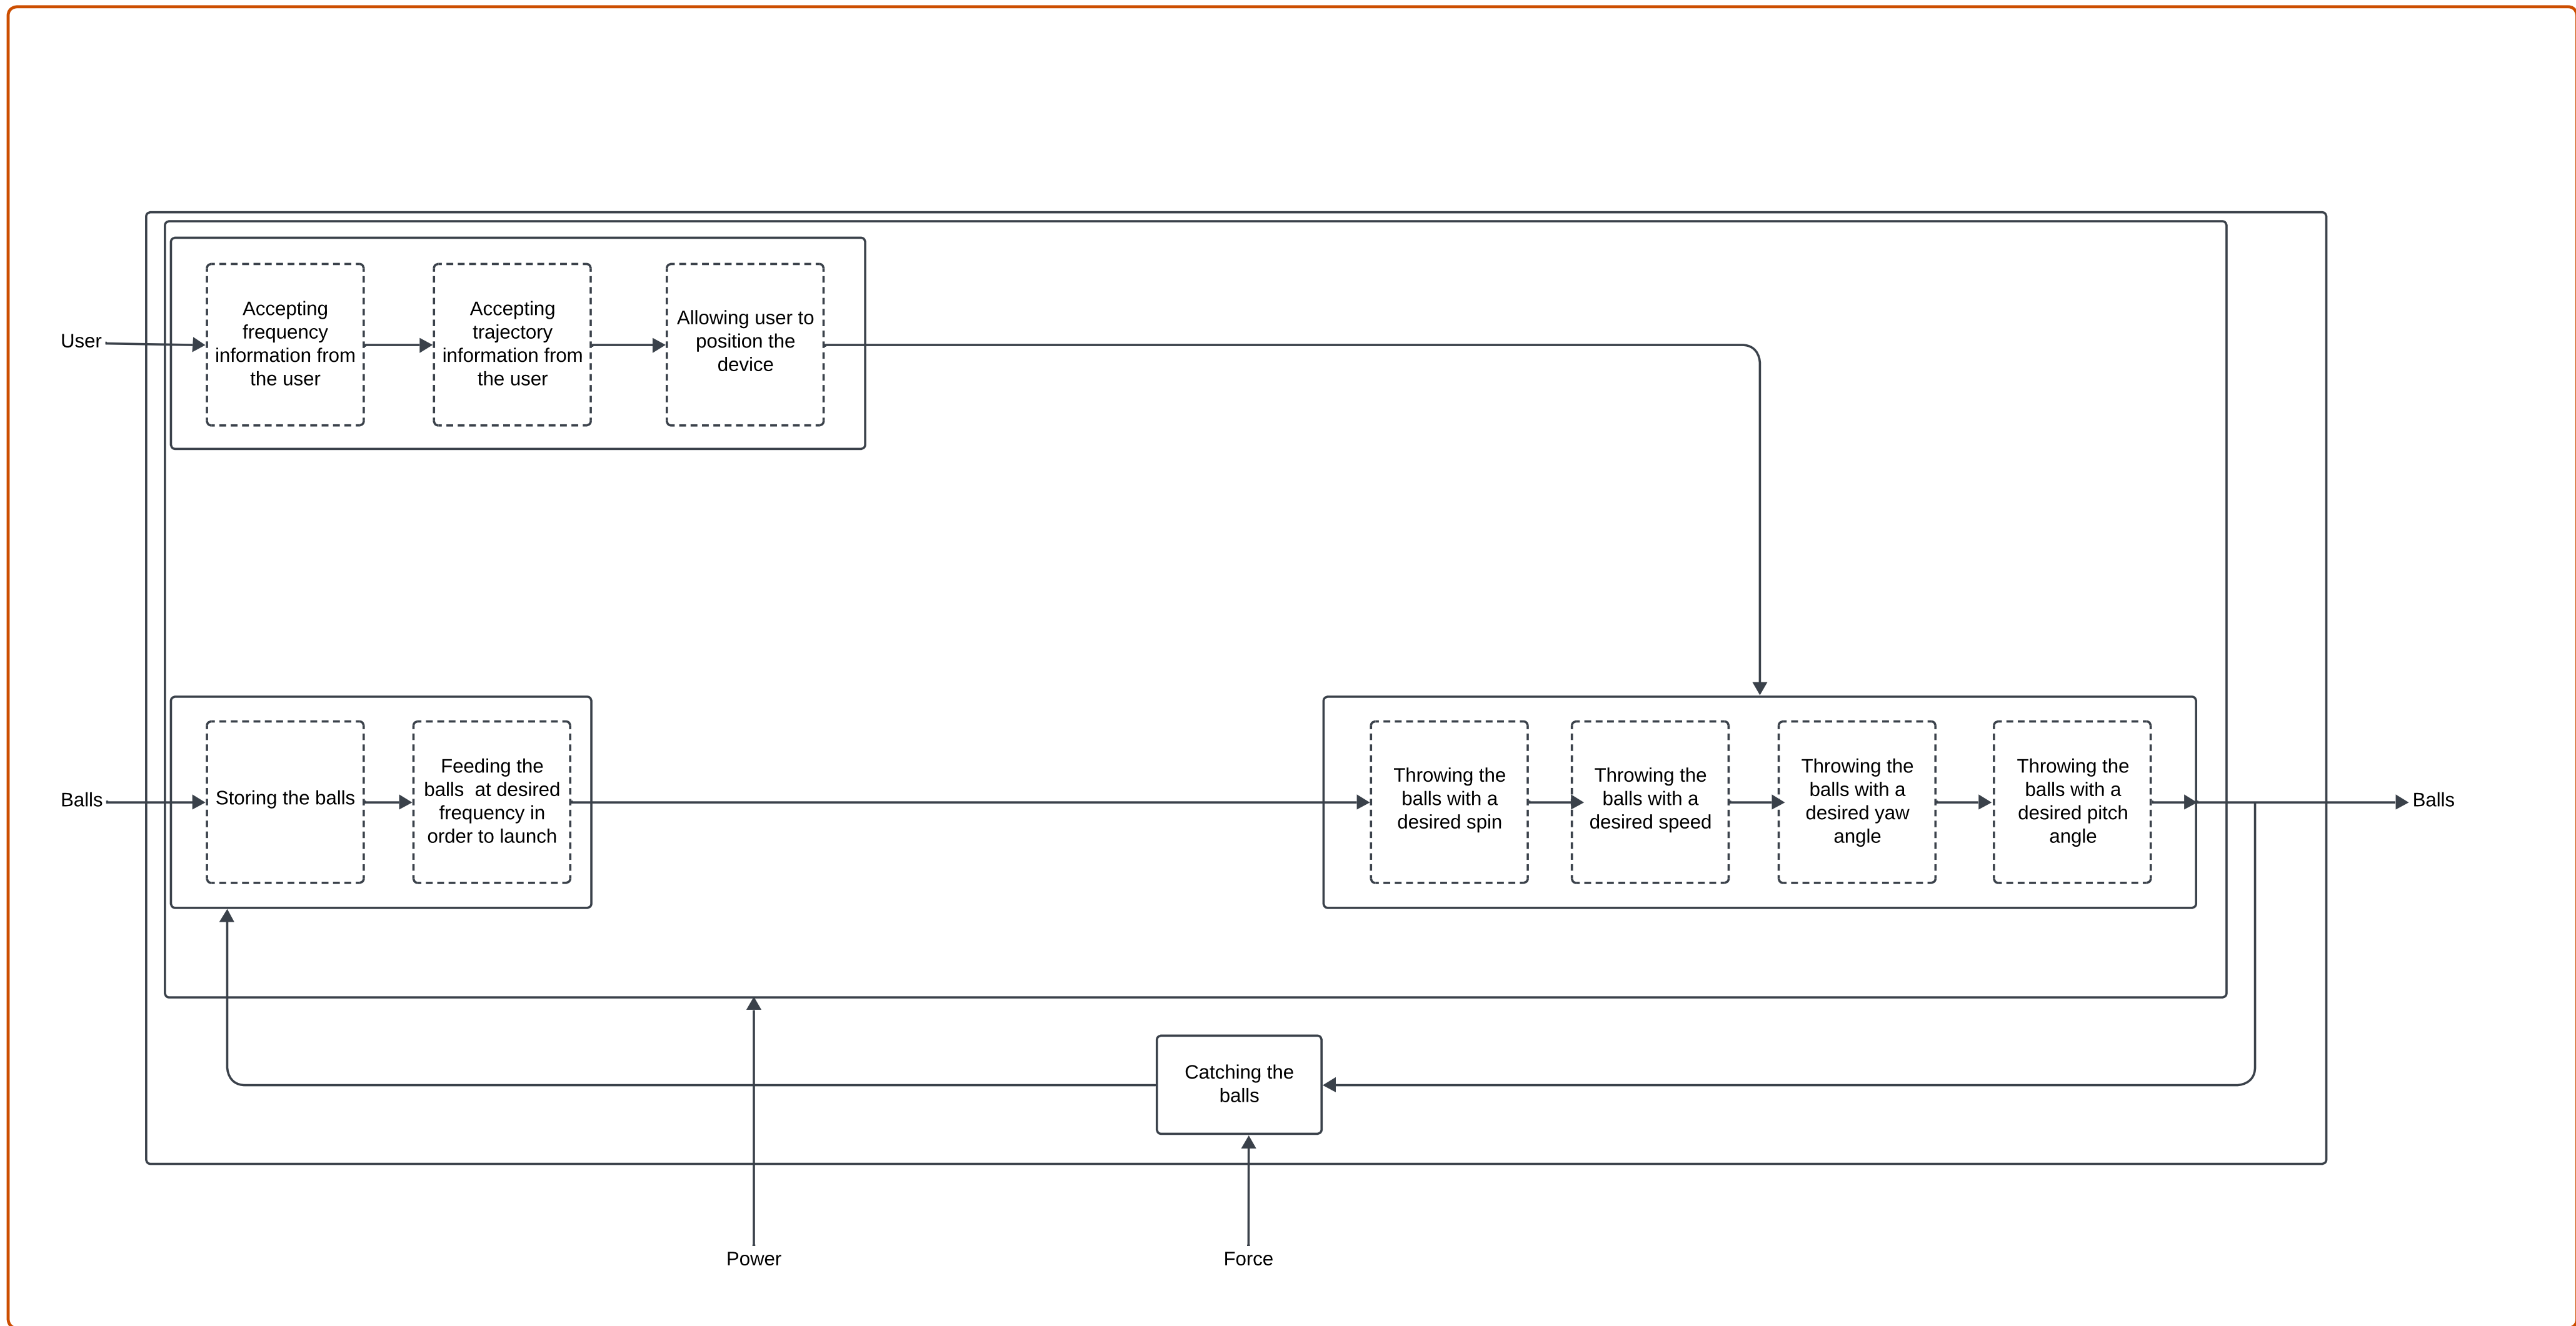 User
Accepting
frequency
information from
the user
Accepting
trajectory
information from
the user
Allowing user to
position the
device
Balls
Storing the balls
Feeding the
balls  at desired
frequency in
order to launch
Throwing the
balls with a
desired spin
Throwing the
balls with a
desired speed
Throwing the
balls with a
desired yaw
angle
Throwing the
balls with a
desired pitch
angle
Balls
Catching the
balls
Power
Force